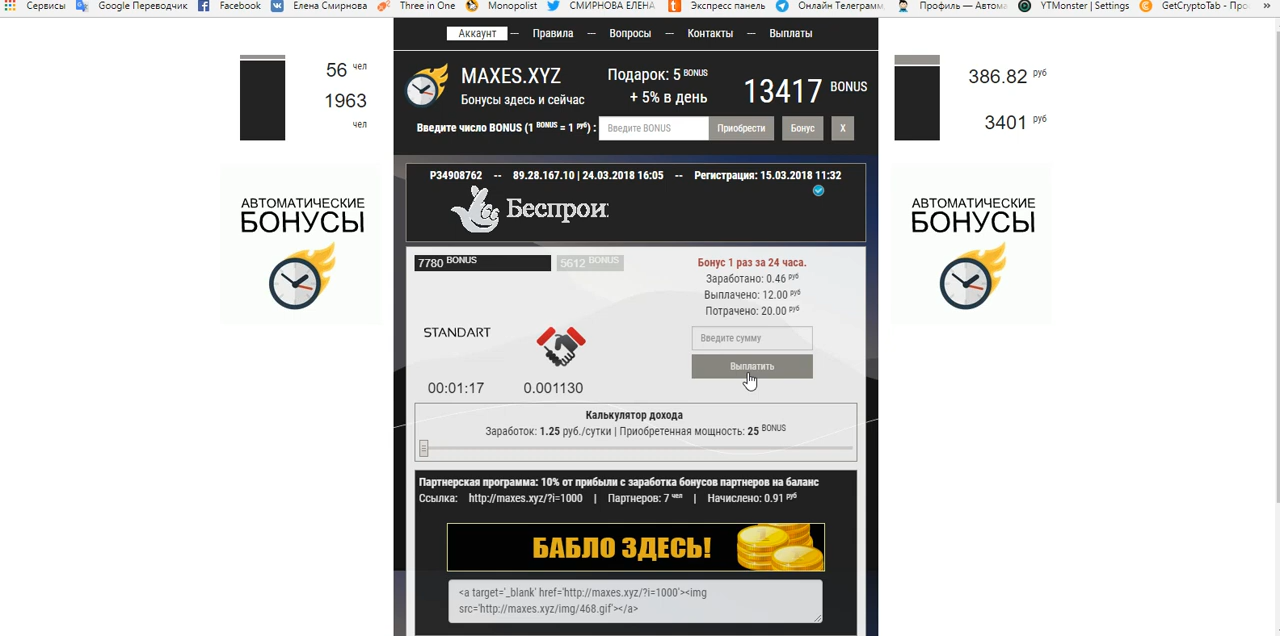 Сервисы Google Переводчик Facebook Елена Смирнова Three in One Monopolist СМИРНОВА ЕЛЕНА Экспресс панель Онлайн Телеграмм Профиль — Автома YTMonster | Settings GetCryptoTab - Про »
Аккаунт — Правила — Вопросы — Контакты — Выплаты
56 чел
1963
чел
MAXES.XYZ
Бонусы здесь и сейчас
Подарок: 5 BONUS
+ 5% в день
13417 BONUS
386.82 руб
3401 руб
Введите число BONUS (1 BONUS = 1 руб) : Введите BONUS Приобрести Бонус X
P34908762 -- 89.28.167.10 | 24.03.2018 16:05 -- Регистрация: 15.03.2018 11:32
Беспрои
АВТОМАТИЧЕСКИЕ
БОНУСЫ
АВТОМАТИЧЕСКИЕ
БОНУСЫ
7780 BONUS 5612 BONUS
Бонус 1 раз за 24 часа.
Заработано: 0.46 руб
Выплачено: 12.00 руб
Потрачено: 20.00 руб
STANDART
Введите сумму
Выплатить
00:01:17 0.001130
Калькулятор дохода
Заработок: 1.25 руб./сутки | Приобретенная мощность: 25 BONUS
Партнерская программа: 10% от прибыли с заработка бонусов партнеров на баланс
Ссылка: http://maxes.xyz/?i=1000 | Партнеров: 7 чел | Начислено: 0.91 руб
БАБЛО ЗДЕСЬ!
<a target='_blank' href='http://maxes.xyz/?i=1000'><img
src='http://maxes.xyz/img/468.gif'></a>